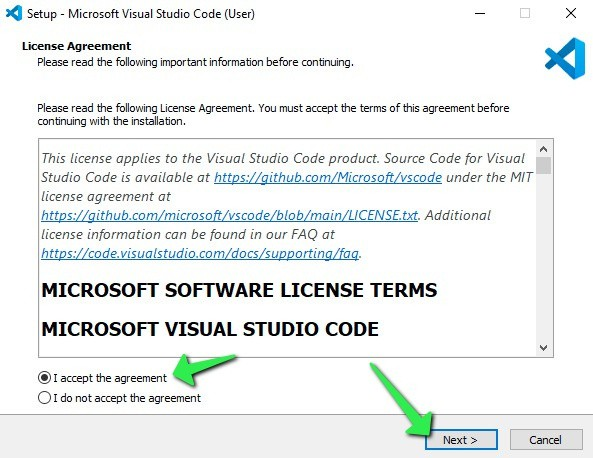 Setup - Microsoft Visual Studio Code (User)
License Agreement
Please read the following important information before continuing.
Please read the following License Agreement. You must accept the terms of this agreement before
continuing with the installation.
This license applies to the Visual Studio Code product. Source Code for Visual
Studio Code is available at https://github.com/Microsoft/vscode under the MIT
license agreement at
https://github.com/microsoft/vscode/blob/main/LICENSE.txt. Additional
license information can be found in our FAQ at
https://code.visualstudio.com/docs/supporting/faq.
MICROSOFT SOFTWARE LICENSE TERMS
MICROSOFT VISUAL STUDIO CODE
I accept the agreement
I do not accept the agreement
Next >
Cancel